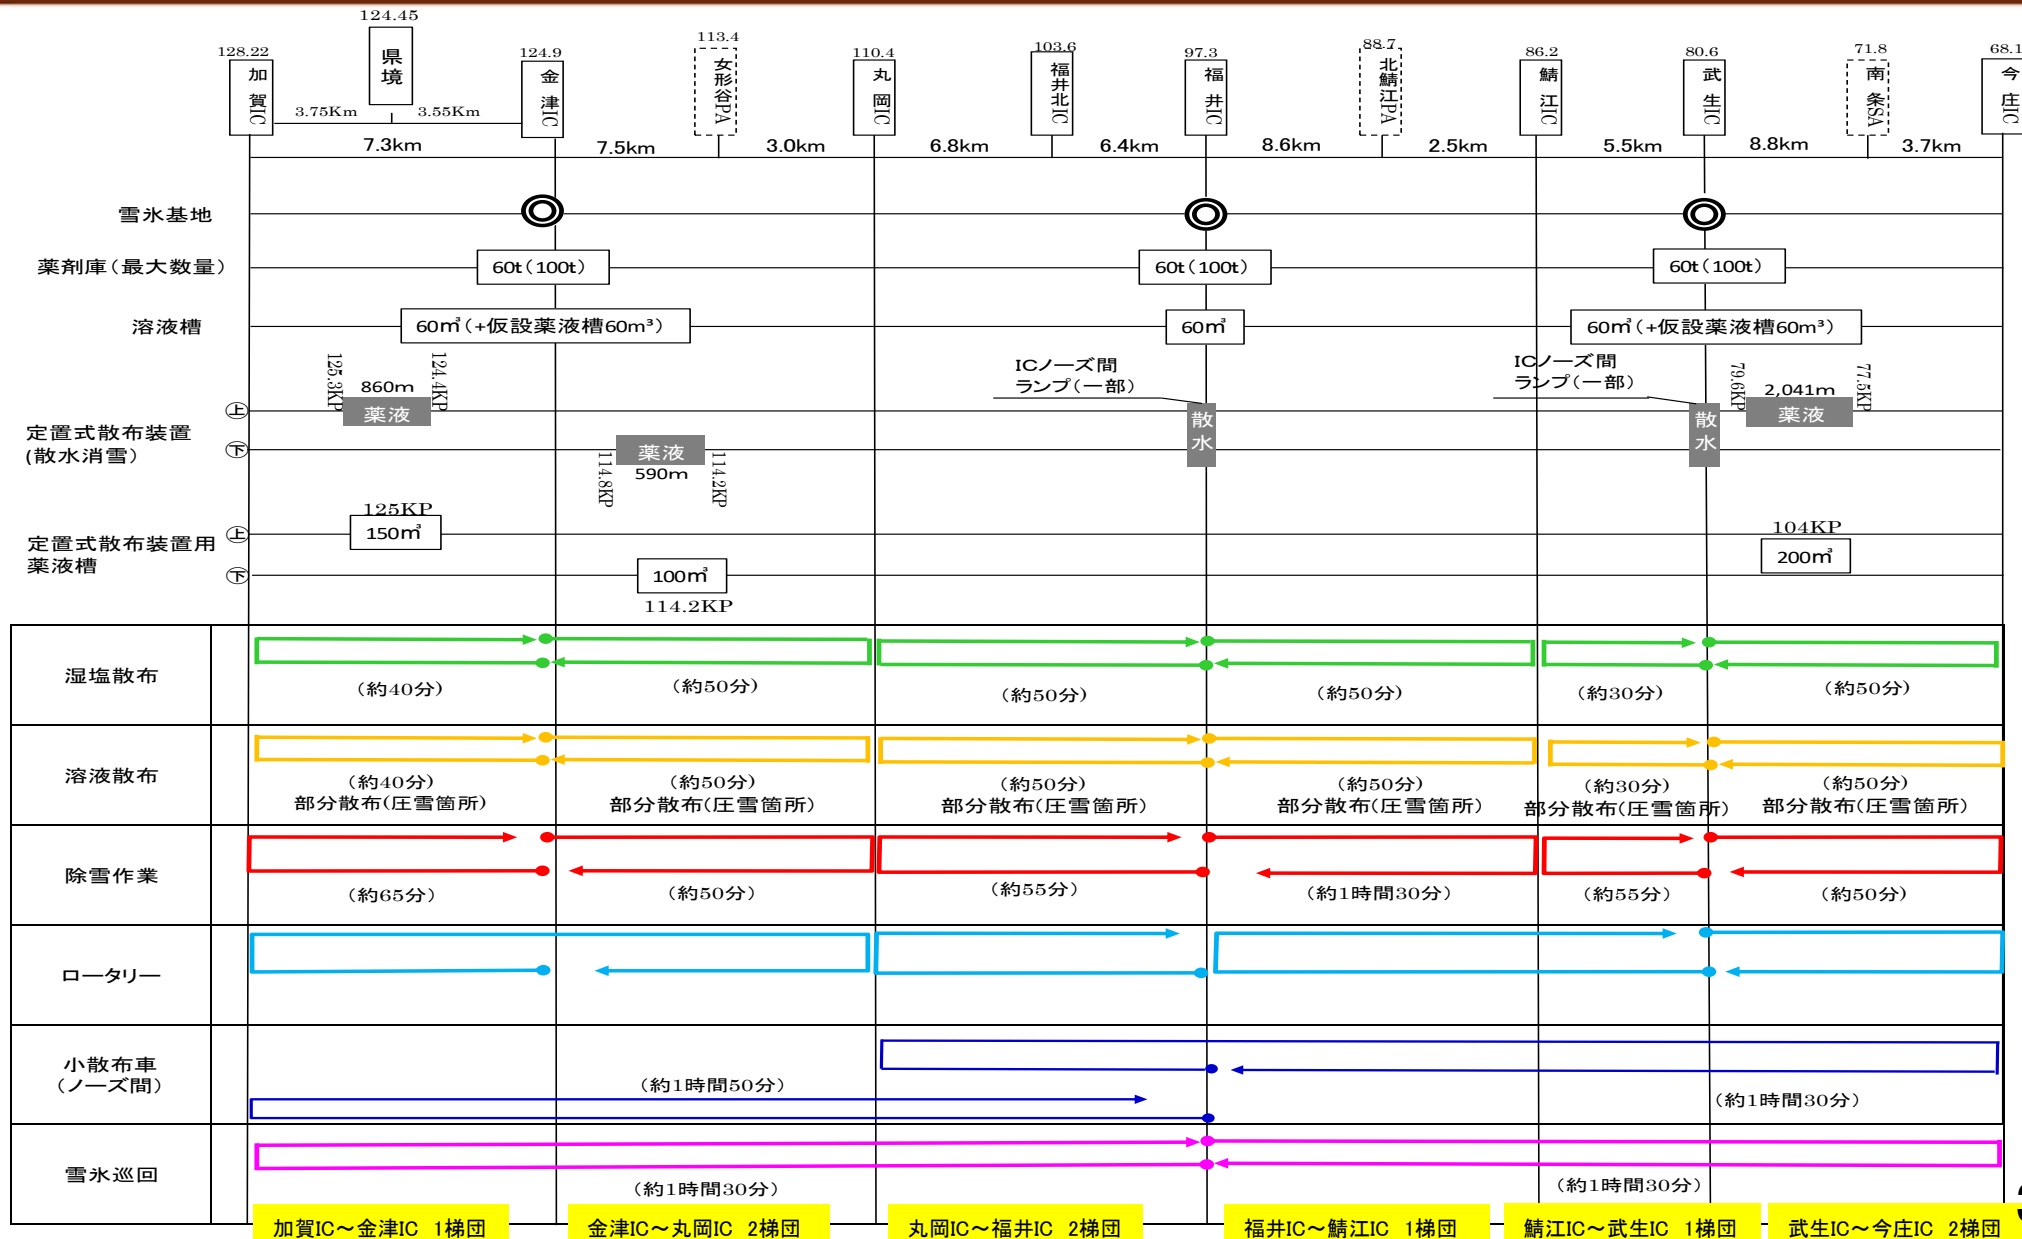 124.45
県境
128.22
加賀IC
124.9
金津IC
113.4
女形谷PA
110.4
丸岡IC
103.6
福井北IC
97.3
福井IC
88.7
北鯖江PA
86.2
鯖江IC
80.6
武生IC
71.8
南条SA
68.1
今庄IC
3.75Km
3.55Km
7.3km
7.5km
3.0km
6.8km
6.4km
8.6km
2.5km
5.5km
8.8km
3.7km
雪氷基地
薬剤庫(最大数量)
60t(100t)
60t(100t)
60t(100t)
溶液槽
60㎥(+仮設薬液槽60m³)
60㎥
60㎥(+仮設薬液槽60m³)
定置式散布装置
(散水消雪)
㊤
㊦
125.3KP
860m
124.4KP
薬液
114.8KP
薬液
590m
114.2KP
ICノーズ間
ランプ(一部)
散水
ICノーズ間
ランプ(一部)
散水
79.6KP
2,041m
77.5KP
薬液
定置式散布装置用
薬液槽
㊤
㊦
125KP
150㎥
100㎥
114.2KP
104KP
200㎥
湿塩散布
(約40分)
(約50分)
(約50分)
(約50分)
(約30分)
(約50分)
溶液散布
(約40分)
部分散布(圧雪箇所)
(約50分)
部分散布(圧雪箇所)
(約50分)
部分散布(圧雪箇所)
(約50分)
部分散布(圧雪箇所)
(約30分)
部分散布(圧雪箇所)
(約50分)
部分散布(圧雪箇所)
除雪作業
(約65分)
(約50分)
(約55分)
(約1時間30分)
(約55分)
(約50分)
ロータリー
小散布車
(ノーズ間)
(約1時間50分)
(約1時間30分)
雪氷巡回
(約1時間30分)
(約1時間30分)
加賀IC～金津IC 1梯団
金津IC～丸岡IC 2梯団
丸岡IC～福井IC 2梯団
福井IC～鯖江IC 1梯団
鯖江IC～武生IC 1梯団
武生IC～今庄IC 2梯団